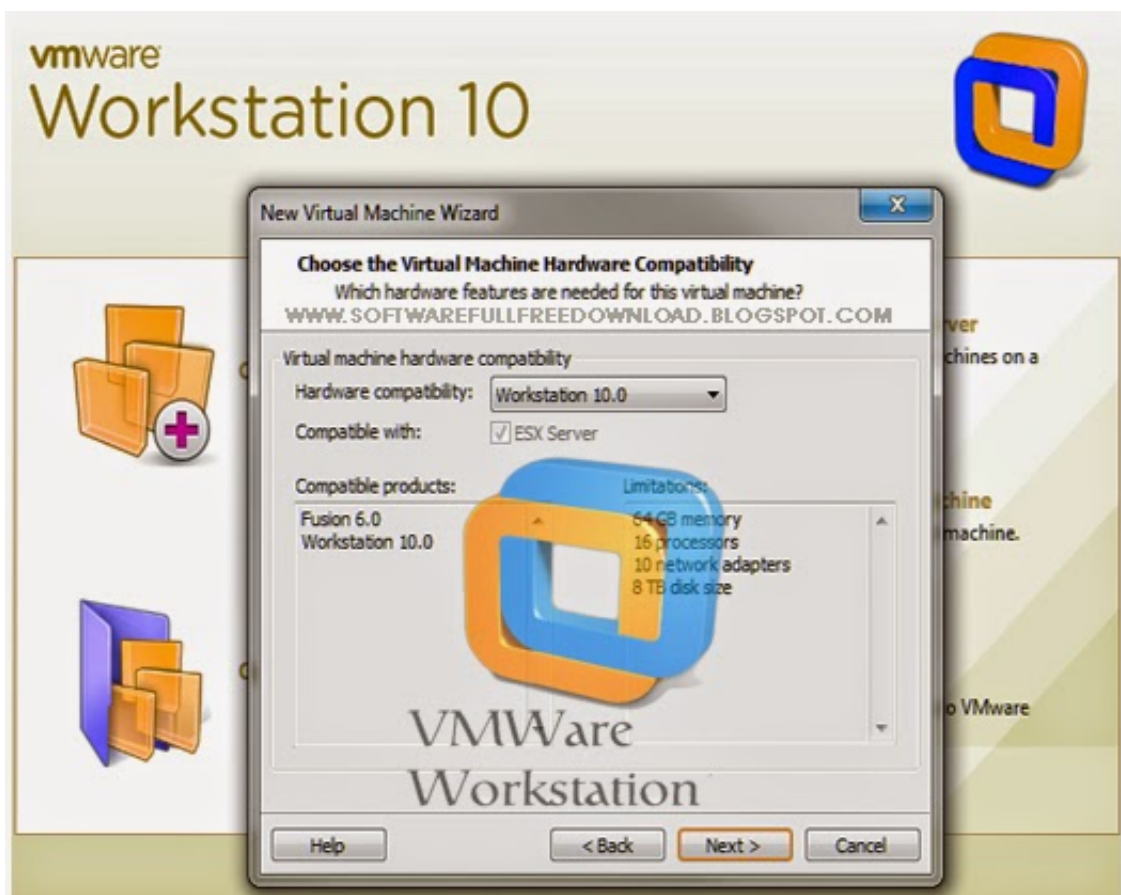 vmware
Workstation 10
New Virtual Machine Wizard
Choose the Virtual Machine Hardware Compatibility
Which hardware features are needed for this virtual machine?
WWW.SOFTWAREFULLFREEDOWNLOAD.BLOGSPOT.COM
Virtual machine hardware compatibility
Hardware compatibility: Workstation 10.0
Compatible with: ESX Server
Compatible products:
Fusion 6.0
Workstation 10.0
Limitations:
64 GB memory
16 processors
10 network adapters
8 TB disk size
VMWare
Workstation
Help < Back Next > Cancel
ver
chines on a
chine
machine.
o VMware